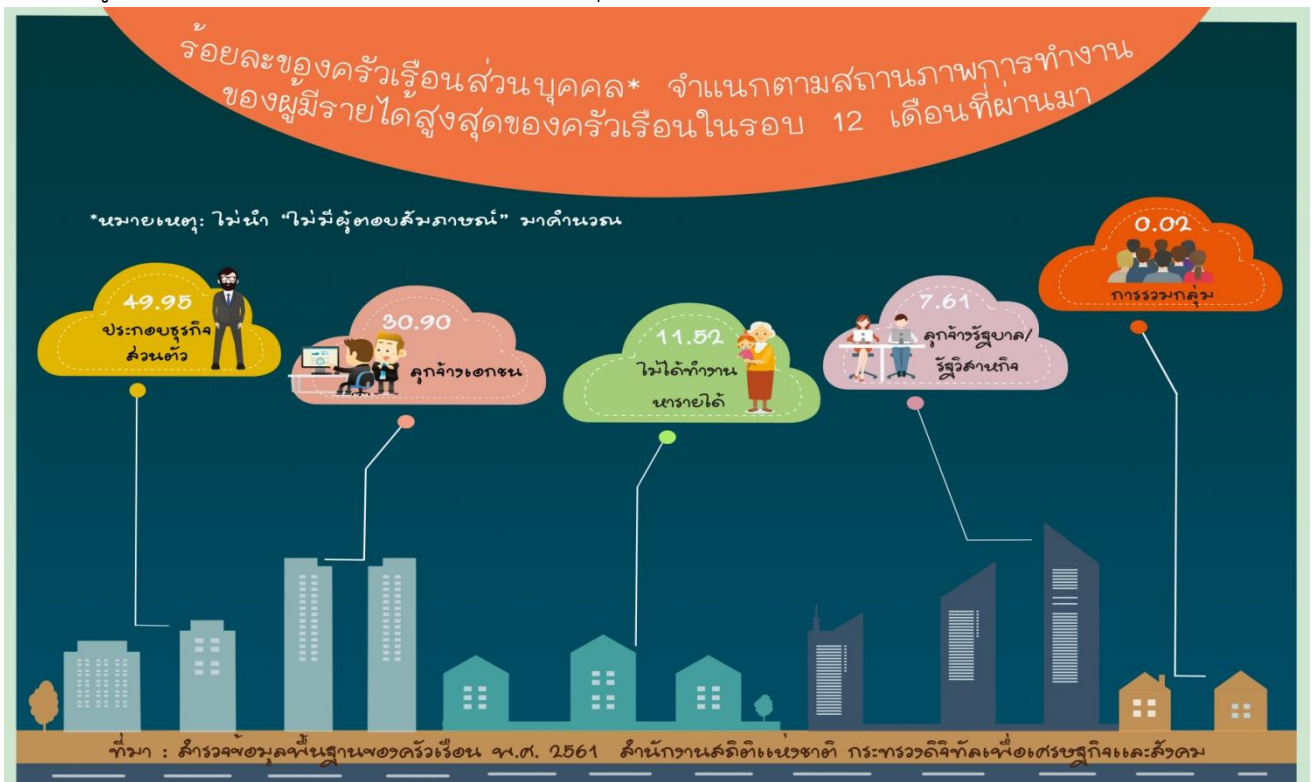 ร้อยละของครัวเรือนส่วนบุคคล* จำแนกตามสถานภาพการทำงาน
ของผู้มีรายได้สูงสุดของครัวเรือนในรอบ 12 เดือนที่ผ่านมา
*หมายเหตุ: ไม่นำ “ไม่มีผู้ตอบสัมภาษณ์” มาคำนวณ
49.95
ประกอบธุรกิจ
ส่วนตัว
30.90
ลูกจ้างเอกชน
11.52
ไม่ได้ทำงาน
หารายได้
7.61
ลูกจ้างรัฐบาล/
รัฐวิสาหกิจ
0.02
การรวมกลุ่ม
ที่มา : สำรวจข้อมูลพื้นฐานของครัวเรือน พ.ศ. 2561 สำนักงานสถิติแห่งชาติ กระทรวงดิจิทัลเพื่อเศรษฐกิจและสังคม